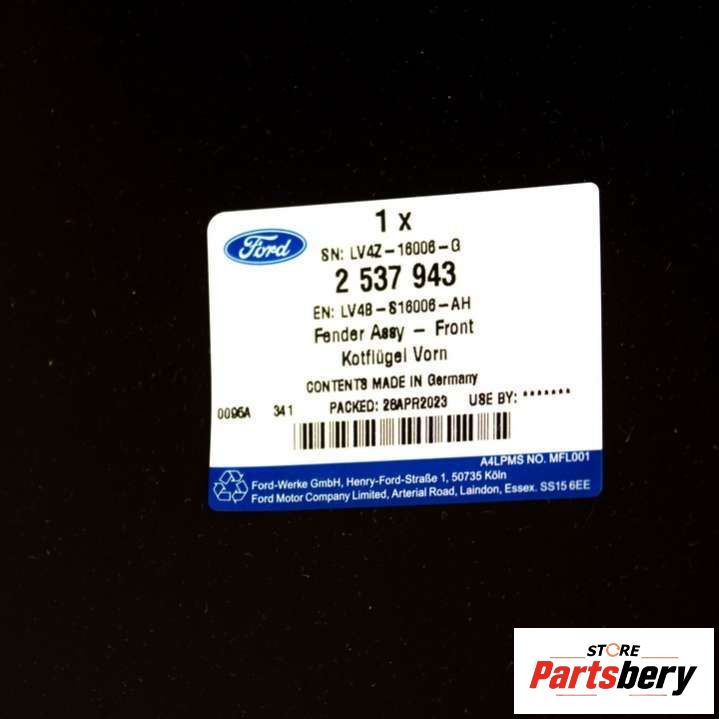 1 x
Ford
SN: LV4Z-16006-G
2 537 943
EN: LV4B-S16006-AH
Fender Assy - Front
Kotflügel Vorn
CONTENTS MADE IN Germany
0096A 341 PACKED: 26APR2023 USE BY: *******
A4LPMS NO. MFL001
Ford-Werke GmbH, Henry-Ford-Straße 1, 50735 Köln
Ford Motor Company Limited, Arterial Road, Laindon, Essex. SS15 6EE
STORE
Partsbery